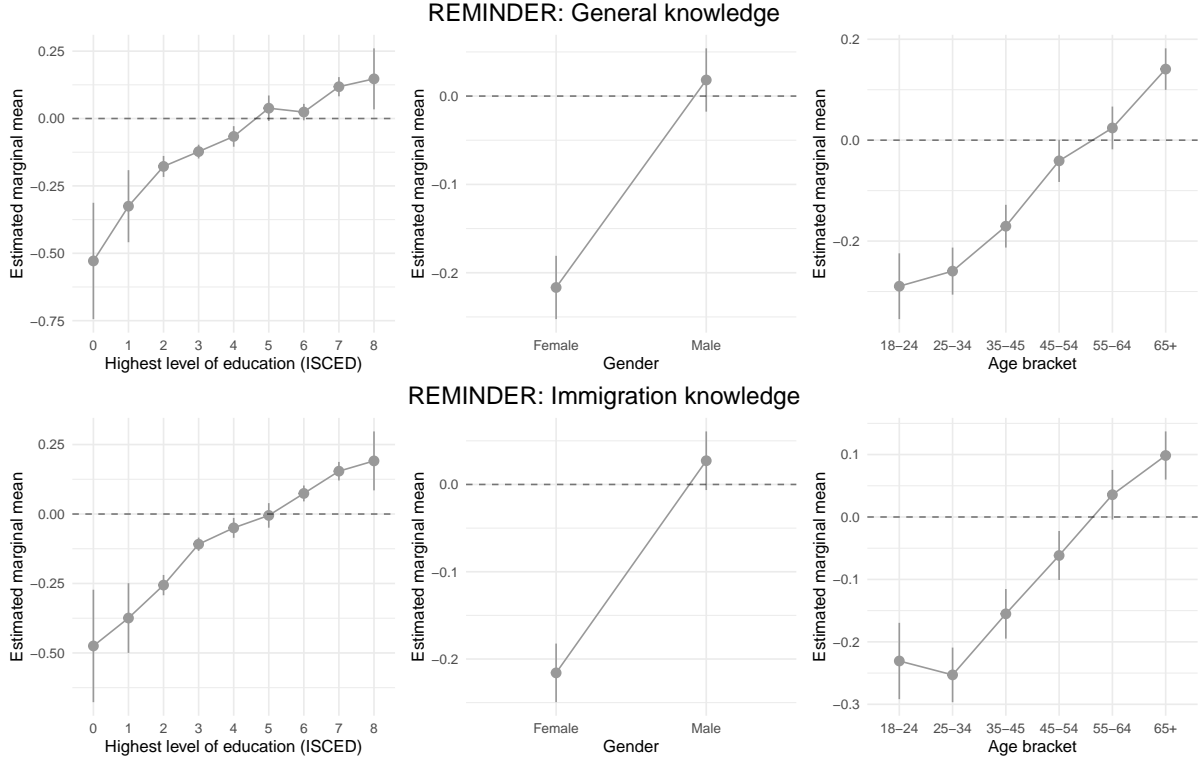 REMINDER: General knowledge
Estimated marginal mean
0.25
0.00
−0.25
−0.50
−0.75
0 1 2 3 4 5 6 7 8
Highest level of education (ISCED)
Estimated marginal mean
0.0
−0.1
−0.2
Female Male
Gender
Estimated marginal mean
0.2
0.0
−0.2
18−24 25−34 35−45 45−54 55−64 65+
Age bracket
REMINDER: Immigration knowledge
Estimated marginal mean
0.25
0.00
−0.25
−0.50
0 1 2 3 4 5 6 7 8
Highest level of education (ISCED)
Estimated marginal mean
0.0
−0.1
−0.2
Female Male
Gender
Estimated marginal mean
0.1
0.0
−0.1
−0.2
−0.3
18−24 25−34 35−45 45−54 55−64 65+
Age bracket